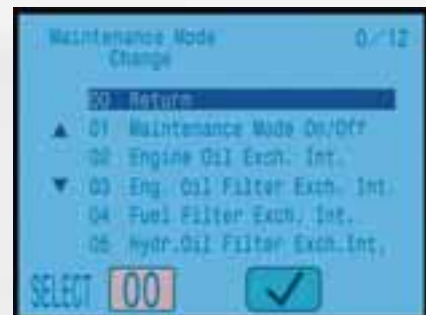 Maintenance Mode 0/12
Change
00 Return
01 Maintenance Mode On/Off
02 Engine Oil Exch. Int.
03 Eng. Oil Filter Exch. Int.
04 Fuel Filter Exch. Int.
05 Hydr.Oil Filter Exch.Int.
SELECT 00